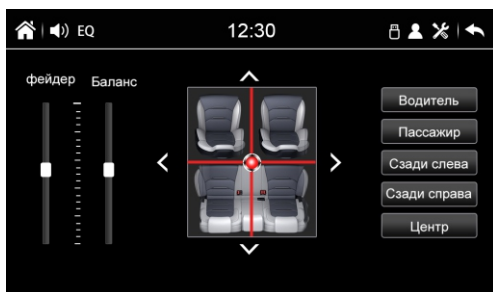 EQ
12:30
фейдер
Баланс
Водитель
Пассажир
Сзади слева
Сзади справа
Центр